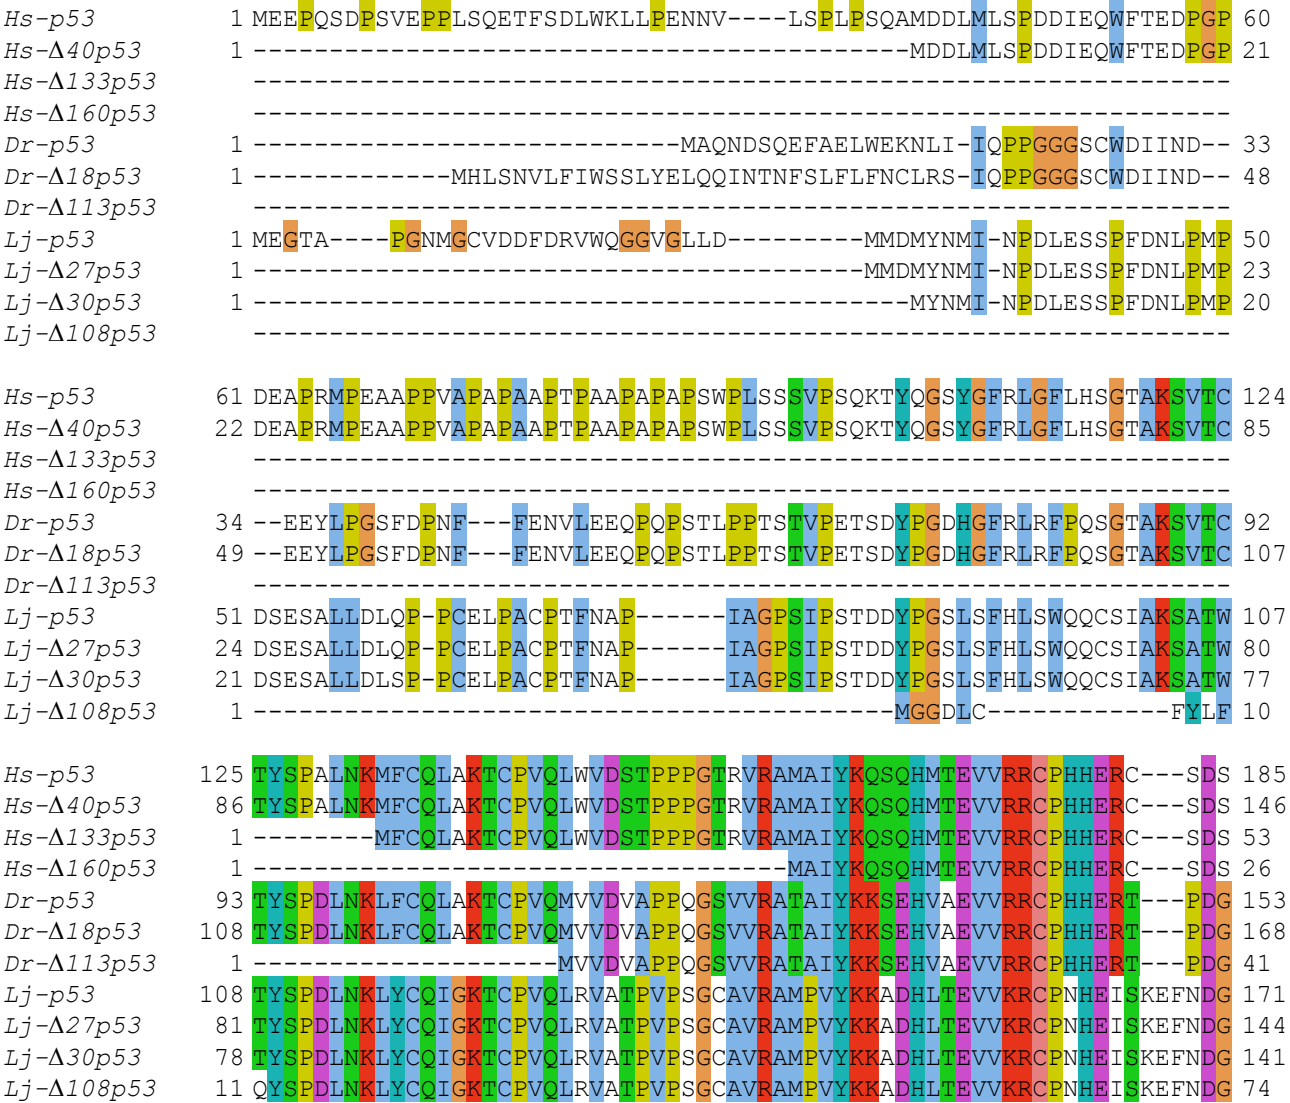 Hs-p53 1 MEEPQSDPSVEPPLSQETFSDLWKLLPENNV----LSPLPSQAMDDLMLSPDDIEQWFTEDPGP 60
Hs-Δ40p53 1 -------------------------------------------MDDLMLSPDDIEQWFTEDPGP 21
Hs-Δ133p53 ----------------------------------------------------------------
Hs-Δ160p53 ----------------------------------------------------------------
Dr-p53 1 ----------------------------MAQNDSQEFAELWEKNLI-IQPPGGGSCWDIIND-- 33
Dr-Δ18p53 1 -------------MHLSNVLFIWSSLYELQQINTNFSLFLFNCLRS-IQPPGGGSCWDIIND-- 48
Dr-Δ113p53 ----------------------------------------------------------------
Lj-p53 1 MEGTA----PGNMGCVDDFDRVWQGGVGLLD---------MMDMYNMI-NPDLESSPFDNLPMP 50
Lj-Δ27p53 1 ----------------------------------------MMDMYNMI-NPDLESSPFDNLPMP 23
Lj-Δ30p53 1 -------------------------------------------MYNMI-NPDLESSPFDNLPMP 20
Lj-Δ108p53 ----------------------------------------------------------------
Hs-p53 61 DEAPRMPEAAPPVAPAPAAPTPAAPAPAPSWPLSSSVPSQKTYQGSYGFRLGFLHSGTAKSVTC 124
Hs-Δ40p53 22 DEAPRMPEAAPPVAPAPAAPTPAAPAPAPSWPLSSSVPSQKTYQGSYGFRLGFLHSGTAKSVTC 85
Hs-Δ133p53 ----------------------------------------------------------------
Hs-Δ160p53 ----------------------------------------------------------------
Dr-p53 34 --EEYLPGSFDPNF---FENVLEEQPQPSTLPPTSTVPETSDYPGDHGFRLRFPQSGTAKSVTC 92
Dr-Δ18p53 49 --EEYLPGSFDPNF---FENVLEEQPQPSTLPPTSTVPETSDYPGDHGFRLRFPQSGTAKSVTC 107
Dr-Δ113p53 ----------------------------------------------------------------
Lj-p53 51 DSESALLDLQP-PCELPACPTFNAP------IAGPSIPSTDDYPGSLSFHLSWQQCSIAKSATW 107
Lj-Δ27p53 24 DSESALLDLQP-PCELPACPTFNAP------IAGPSIPSTDDYPGSLSFHLSWQQCSIAKSATW 80
Lj-Δ30p53 21 DSESALLDLSP-PCELPACPTFNAP------IAGPSIPSTDDYPGSLSFHLSWQQCSIAKSATW 77
Lj-Δ108p53 1 ------------------------------------------MGGDLC------------FYLF 10
Hs-p53 125 TYSPALNKMFCQLAKTCPVQLWVDSTPPPGTRVRAMAIYKQSQHMTEVVRRCPHHERC---SDS 185
Hs-Δ40p53 86 TYSPALNKMFCQLAKTCPVQLWVDSTPPPGTRVRAMAIYKQSQHMTEVVRRCPHHERC---SDS 146
Hs-Δ133p53 1 --------MFCQLAKTCPVQLWVDSTPPPGTRVRAMAIYKQSQHMTEVVRRCPHHERC---SDS 53
Hs-Δ160p53 1 -----------------------------------MAIYKQSQHMTEVVRRCPHHERC---SDS 26
Dr-p53 93 TYSPDLNKLFCQLAKTCPVQMVVDVAPPQGSVVRATAIYKKSEHVAEVVRRCPHHERT---PDG 153
Dr-Δ18p53 108 TYSPDLNKLFCQLAKTCPVQMVVDVAPPQGSVVRATAIYKKSEHVAEVVRRCPHHERT---PDG 168
Dr-Δ113p53 1 --------------------MVVDVAPPQGSVVRATAIYKKSEHVAEVVRRCPHHERT---PDG 41
Lj-p53 108 TYSPDLNKLYCQIGKTCPVQLRVATPVPSGCAVRAMPVYKKADHLTEVVKRCPNHEISKEFNDG 171
Lj-Δ27p53 81 TYSPDLNKLYCQIGKTCPVQLRVATPVPSGCAVRAMPVYKKADHLTEVVKRCPNHEISKEFNDG 144
Lj-Δ30p53 78 TYSPDLNKLYCQIGKTCPVQLRVATPVPSGCAVRAMPVYKKADHLTEVVKRCPNHEISKEFNDG 141
Lj-Δ108p53 11 QYSPDLNKLYCQIGKTCPVQLRVATPVPSGCAVRAMPVYKKADHLTEVVKRCPNHEISKEFNDG 74